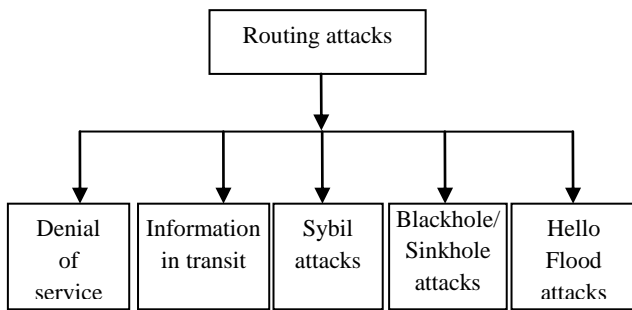 Routing attacks
Denial
of
service
Information
in transit
Sybil
attacks
Blackhole/
Sinkhole
attacks
Hello
Flood
attacks